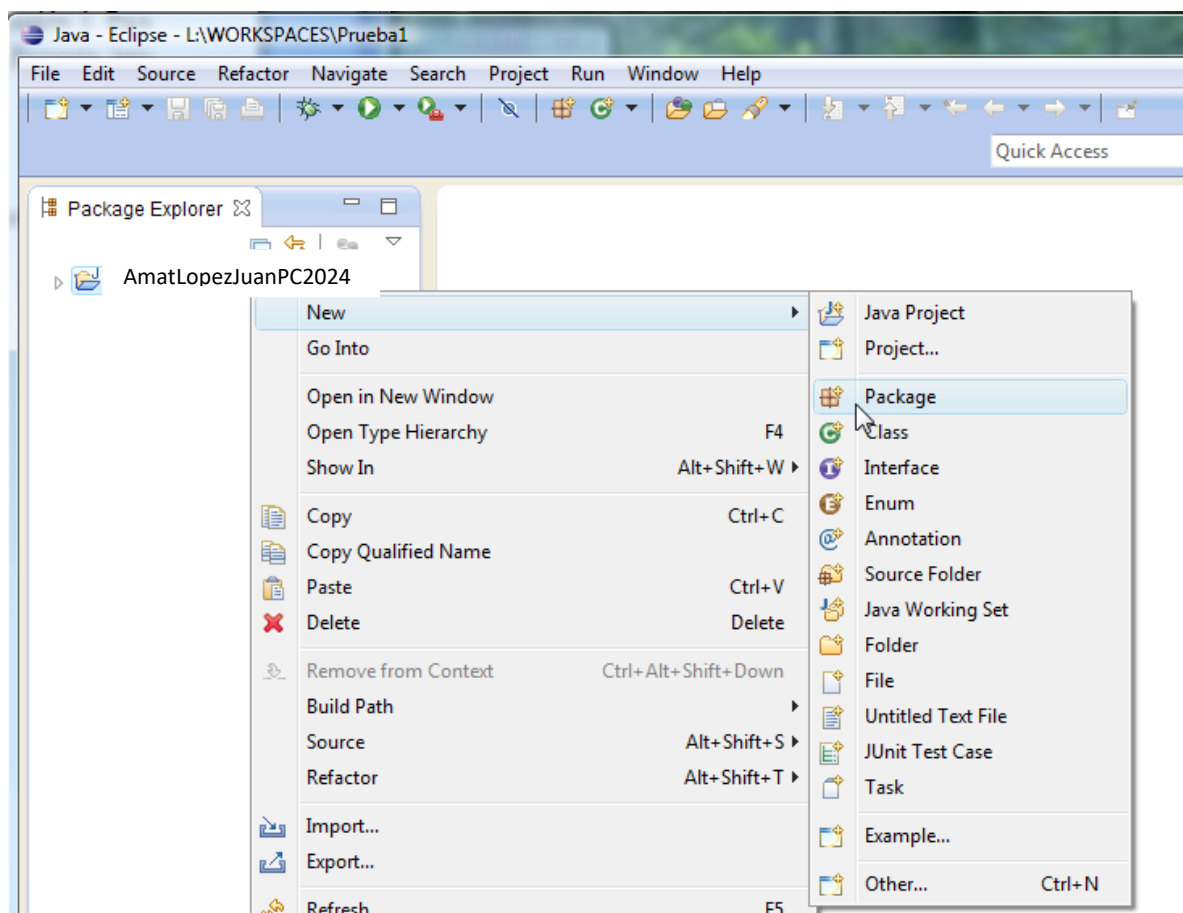 Java - Eclipse - L:\WORKSPACES\Prueba1
File Edit Source Refactor Navigate Search Project Run Window Help
Quick Access
Package Explorer
AmatLopezJuanPC2024
New
Go Into
Open in New Window
Open Type Hierarchy F4
Show In Alt+Shift+W
Copy Ctrl+C
Copy Qualified Name
Paste Ctrl+V
Delete Delete
Remove from Context Ctrl+Alt+Shift+Down
Build Path
Source Alt+Shift+S
Refactor Alt+Shift+T
Import...
Export...
Refresh F5
Java Project
Project...
Package
Class
Interface
Enum
Annotation
Source Folder
Java Working Set
Folder
File
Untitled Text File
JUnit Test Case
Task
Example...
Other... Ctrl+N